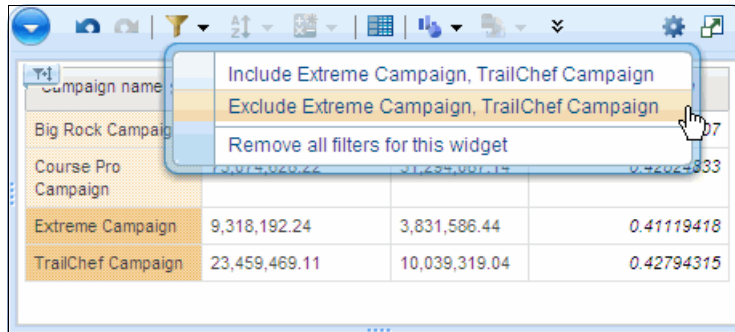 Include Extreme Campaign, TrailChef Campaign
Exclude Extreme Campaign, TrailChef Campaign
Remove all filters for this widget
Campaign name
Big Rock Campaign
07
Course Pro
Campaign
0.42824833
Extreme Campaign 9,318,192.24 3,831,586.44 0.41119418
TrailChef Campaign 23,459,469.11 10,039,319.04 0.42794315